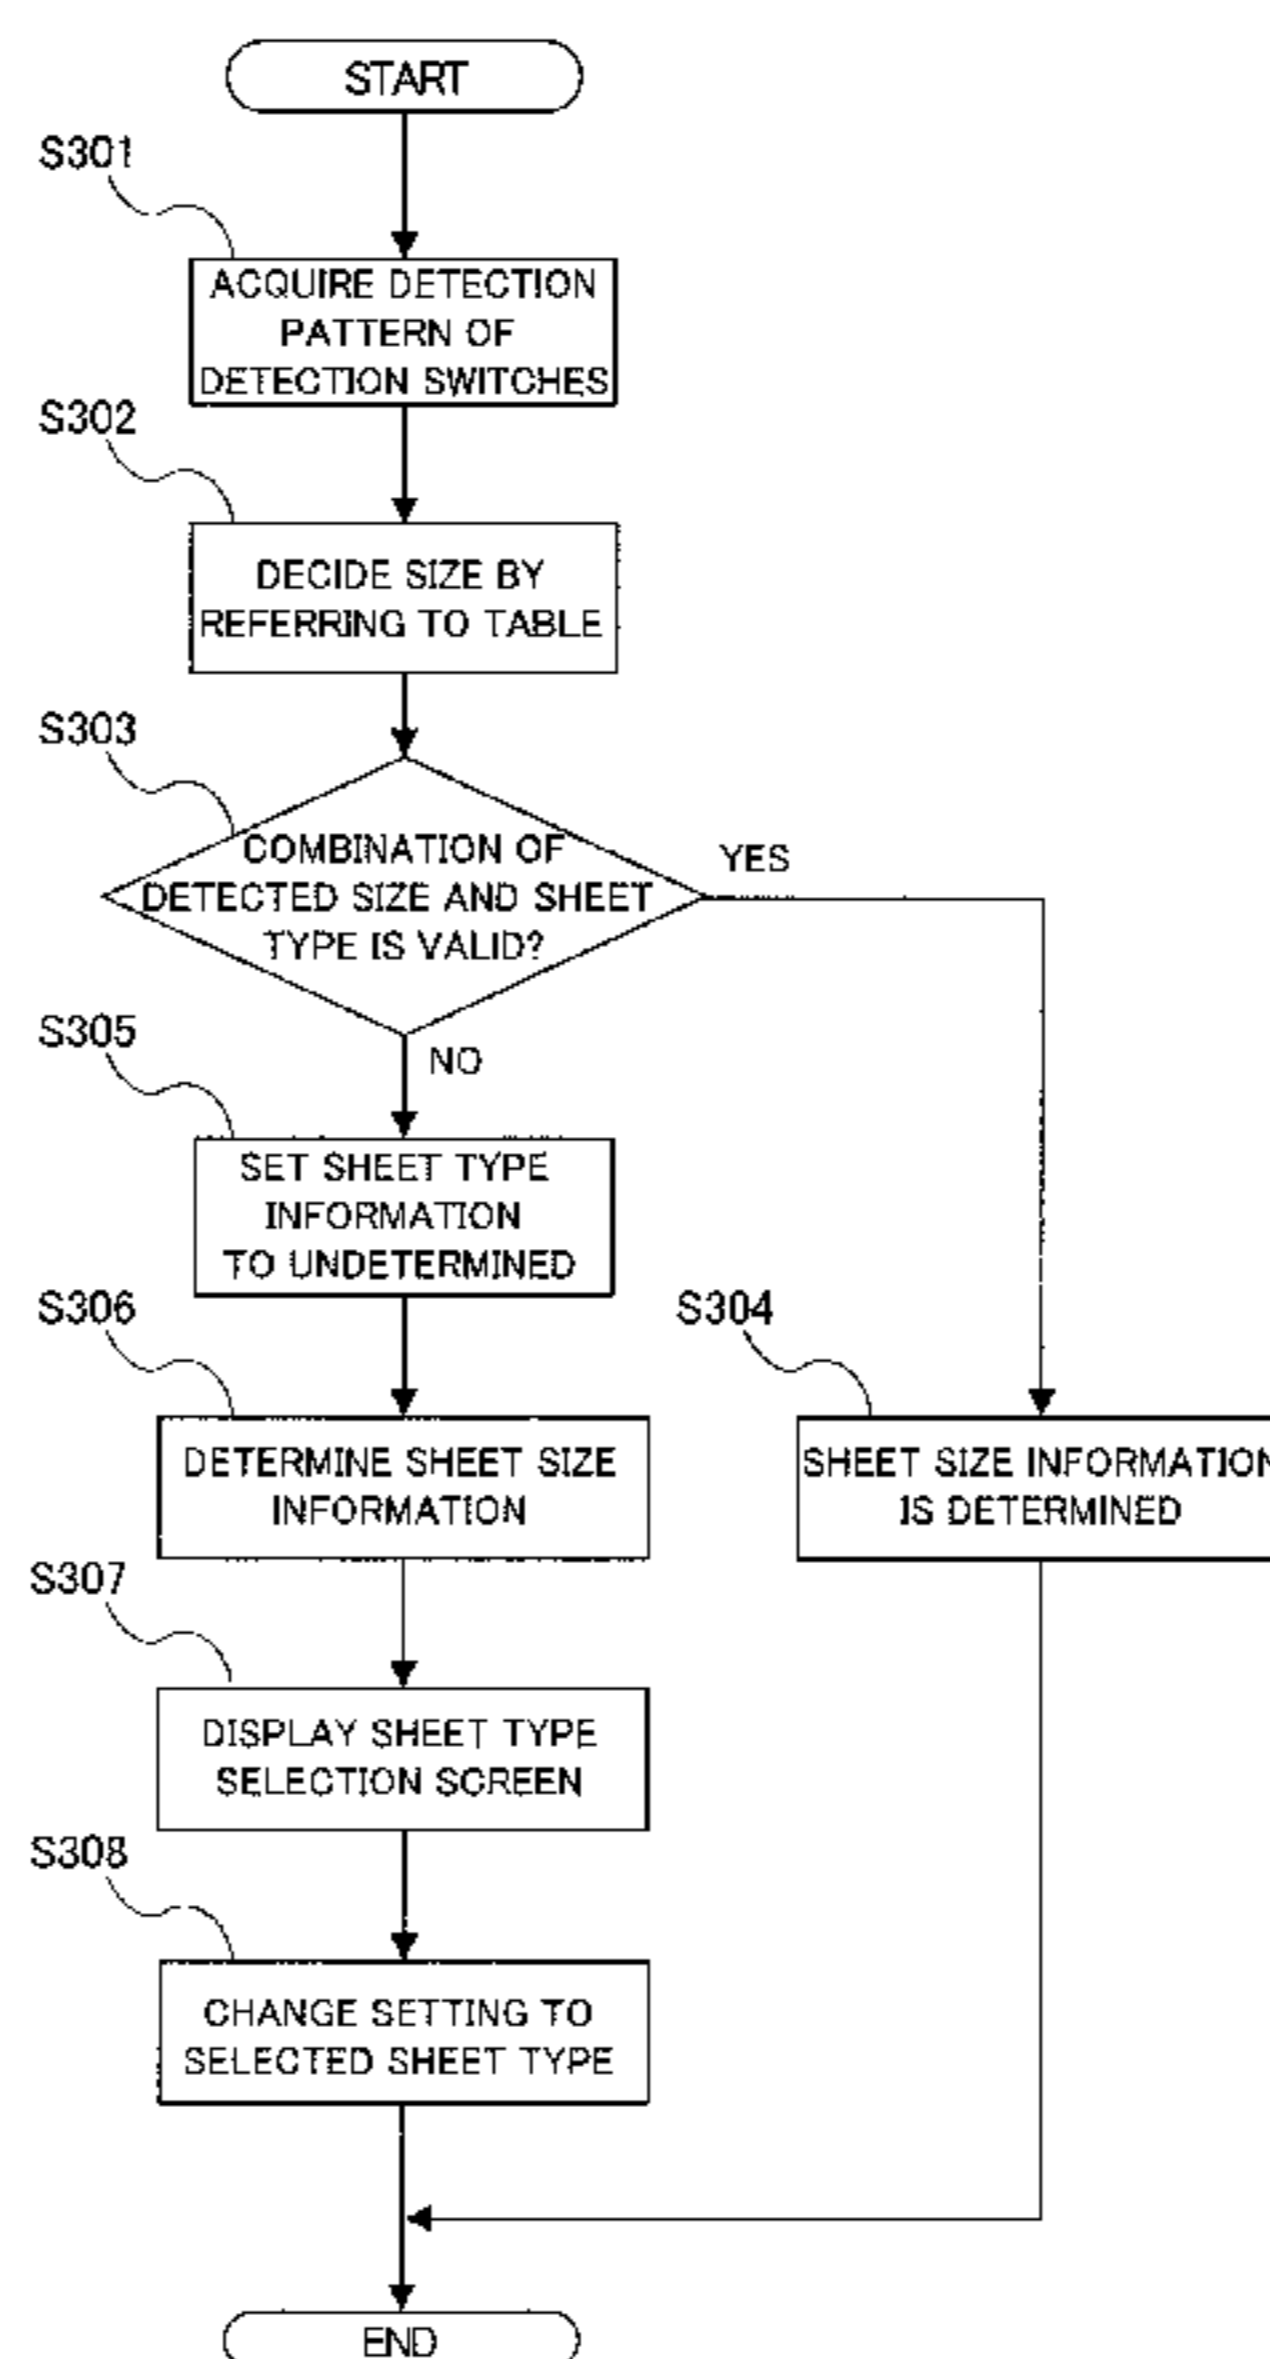 START
S301
ACQUIRE DETECTION
PATTERN OF
DETECTION SWITCHES
S302
DECIDE SIZE BY
REFERRING TO TABLE
S303
COMBINATION OF
DETECTED SIZE AND SHEET
TYPE IS VALID?
YES
NO
S305
SET SHEET TYPE
INFORMATION
TO UNDETERMINED
S306
DETERMINE SHEET SIZE
INFORMATION
S304
SHEET SIZE INFORMATION
IS DETERMINED
S307
DISPLAY SHEET TYPE
SELECTION SCREEN
S308
CHANGE SETTING TO
SELECTED SHEET TYPE
END